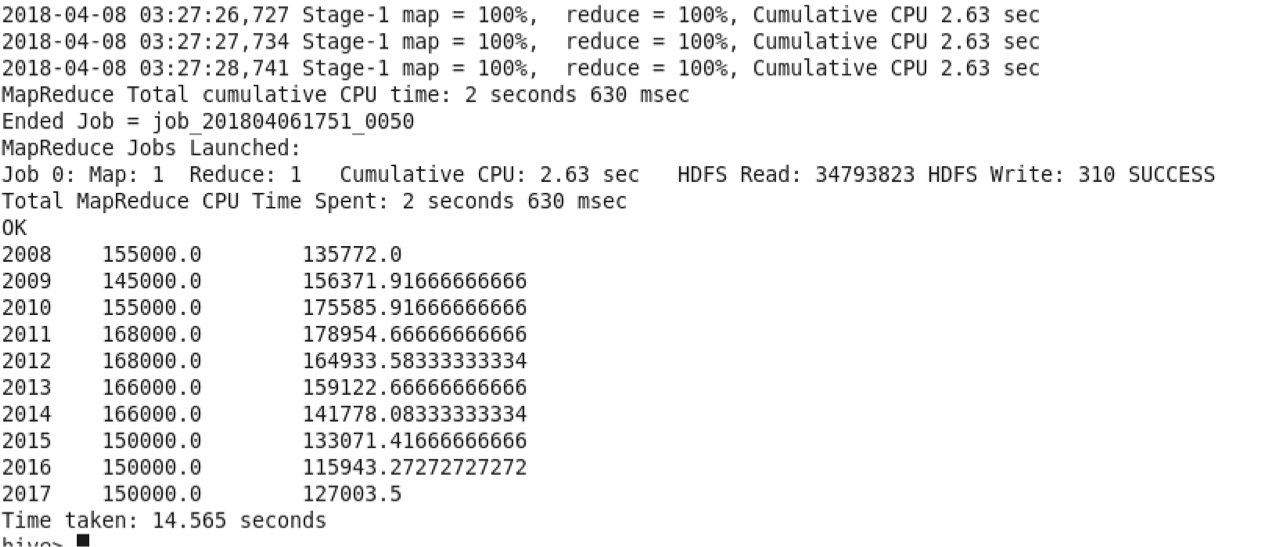 2018-04-08 03:27:26,727 Stage-1 map = 100%,  reduce = 100%, Cumulative CPU 2.63 sec
2018-04-08 03:27:27,734 Stage-1 map = 100%,  reduce = 100%, Cumulative CPU 2.63 sec
2018-04-08 03:27:28,741 Stage-1 map = 100%,  reduce = 100%, Cumulative CPU 2.63 sec
MapReduce Total cumulative CPU time: 2 seconds 630 msec
Ended Job = job_201804061751_0050
MapReduce Jobs Launched:
Job 0: Map: 1  Reduce: 1   Cumulative CPU: 2.63 sec   HDFS Read: 34793823 HDFS Write: 310 SUCCESS
Total MapReduce CPU Time Spent: 2 seconds 630 msec
OK
2008    155000.0        135772.0
2009    145000.0        156371.91666666666
2010    155000.0        175585.91666666666
2011    168000.0        178954.66666666666
2012    168000.0        164933.58333333334
2013    166000.0        159122.66666666666
2014    166000.0        141778.08333333334
2015    150000.0        133071.41666666666
2016    150000.0        115943.27272727272
2017    150000.0        127003.5
Time taken: 14.565 seconds
hive>